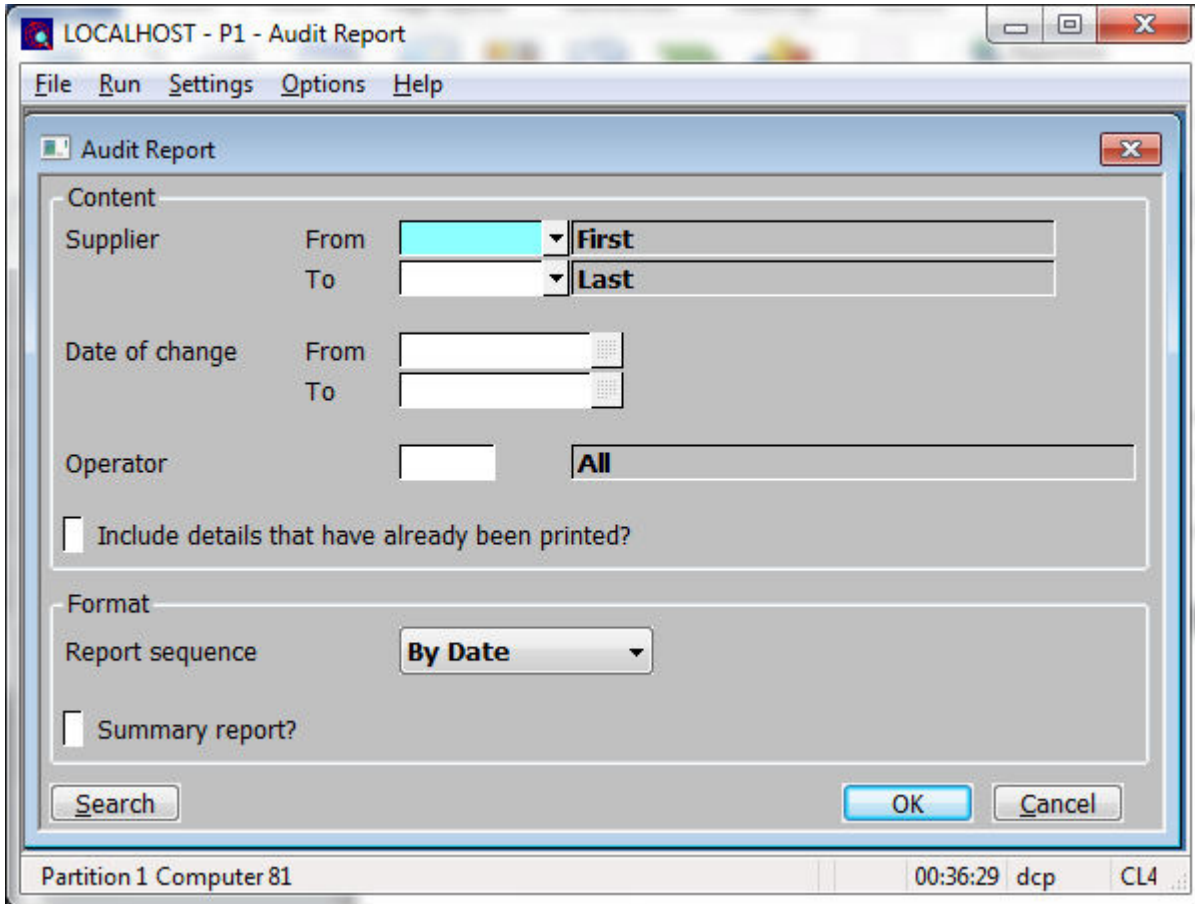 LOCALHOST - P1 - Audit Report
File Run Settings Options Help
Audit Report
Content
Supplier From First
To Last
Date of change From
To
Operator All
Include details that have already been printed?
Format
Report sequence By Date
Summary report?
Search OK Cancel
Partition 1 Computer 81 00:36:29 dcp CL4